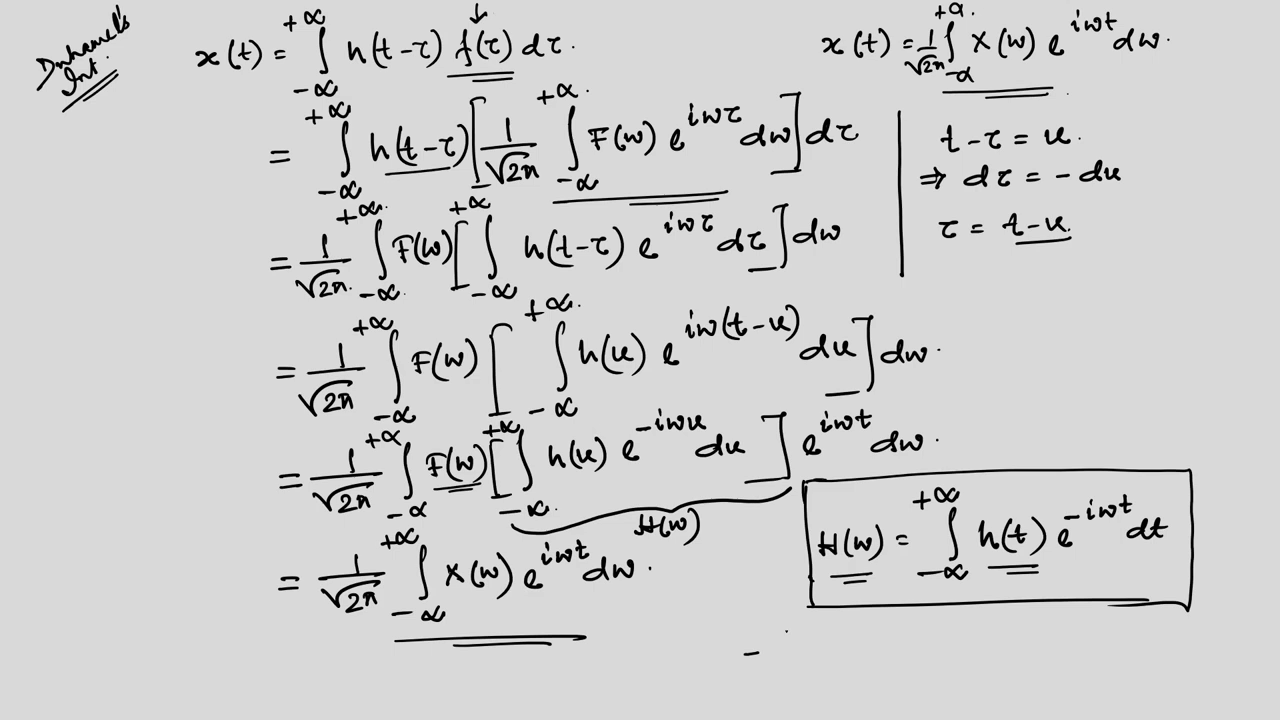 Duhamel's
Int.
x(t) = ∫_{-∞}^{+∞} h(t-τ) f(τ) dτ.
x(t) = 1/√2π ∫_{-∞}^{+∞} X(ω) e^{iωt} dω.
= ∫_{-∞}^{+∞} h(t-τ) [ 1/√2π ∫_{-∞}^{+∞} F(ω) e^{iωτ} dω ] dτ
t-τ = u.
⇒ dτ = -du
τ = t-u.
= 1/√2π. ∫_{-∞}^{+∞} F(ω) [ ∫_{-∞}^{+∞} h(t-τ) e^{iωτ} dτ ] dω
= 1/√2π ∫_{-∞}^{+∞} F(ω) [ ∫_{-∞}^{+∞} h(u) e^{iω(t-u)} du ] dω.
= 1/√2π ∫_{-∞}^{+∞} F(ω) [ ∫_{-∞}^{+∞} h(u) e^{-iωu} du ] e^{iωt} dω.
H(ω)
H(ω) = ∫_{-∞}^{+∞} h(t) e^{-iωt} dt
= 1/√2π ∫_{-∞}^{+∞} X(ω) e^{iωt} dω.